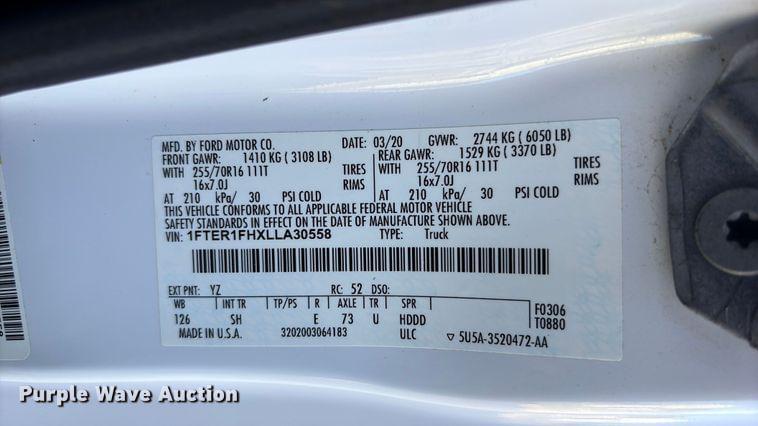 MFD. BY FORD MOTOR CO. DATE: 03/20 GVWR: 2744 KG ( 6050 LB)
FRONT GAWR: 1410 KG ( 3108 LB) REAR GAWR: 1529 KG ( 3370 LB)
WITH 255/70R16 111T TIRES WITH 255/70R16 111T TIRES
16x7.0J RIMS 16x7.0J RIMS
AT 210 kPa/ 30 PSI COLD AT 210 kPa/ 30 PSI COLD
THIS VEHICLE CONFORMS TO ALL APPLICABLE FEDERAL MOTOR VEHICLE
SAFETY STANDARDS IN EFFECT ON THE DATE OF MANUFACTURE SHOWN ABOVE.
VIN: 1FTER1FHXLLA30558 TYPE: Truck
EXT PNT: YZ RC: 52 DSO:
WB INT TR TP/PS R AXLE TR SPR F0306
126 SH E 73 U HDDD T0880
MADE IN U.S.A. 3202003064183 ULC ▽ 5U5A-3520472-AA
Purple Wave Auction